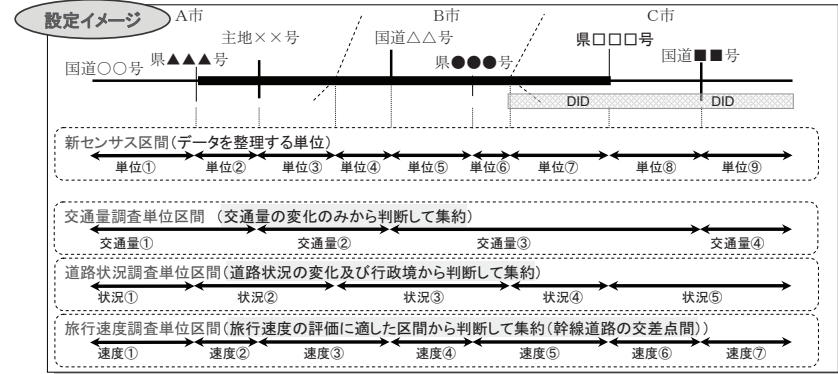 設定イメージ
A市 B市 C市
主地××号 国道△△号 県□□□号
国道○○号 県▲▲▲号 県●●●号 国道■■号
DID DID
新センサス区間(データを整理する単位)
単位① 単位② 単位③ 単位④ 単位⑤ 単位⑥ 単位⑦ 単位⑧ 単位⑨
交通量調査単位区間 (交通量の変化のみから判断して集約)
交通量① 交通量② 交通量③ 交通量④
道路状況調査単位区間(道路状況の変化及び行政境から判断して集約)
状況① 状況② 状況③ 状況④ 状況⑤
旅行速度調査単位区間(旅行速度の評価に適した区間から判断して集約(幹線道路の交差点間))
速度① 速度② 速度③ 速度④ 速度⑤ 速度⑥ 速度⑦